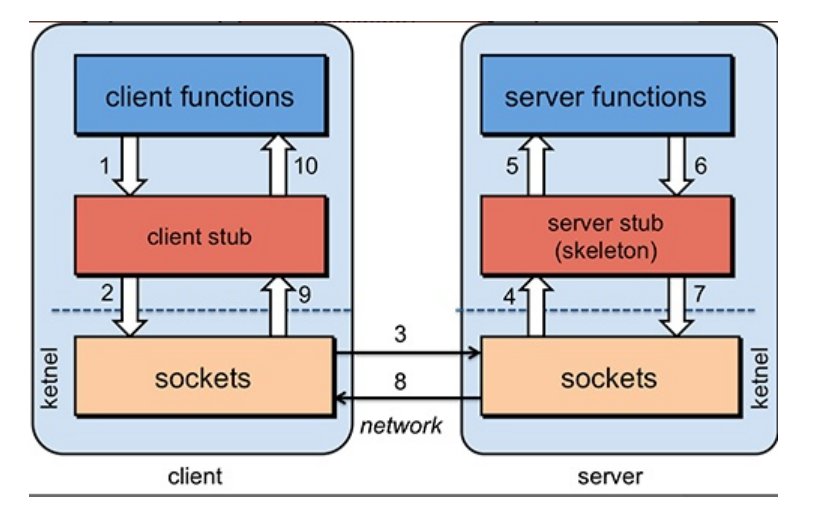 client functions
server functions
1
10
5
6
client stub
server stub
(skeleton)
2
9
4
7
3
ketnel
sockets
sockets
ketnel
8
network
client
server